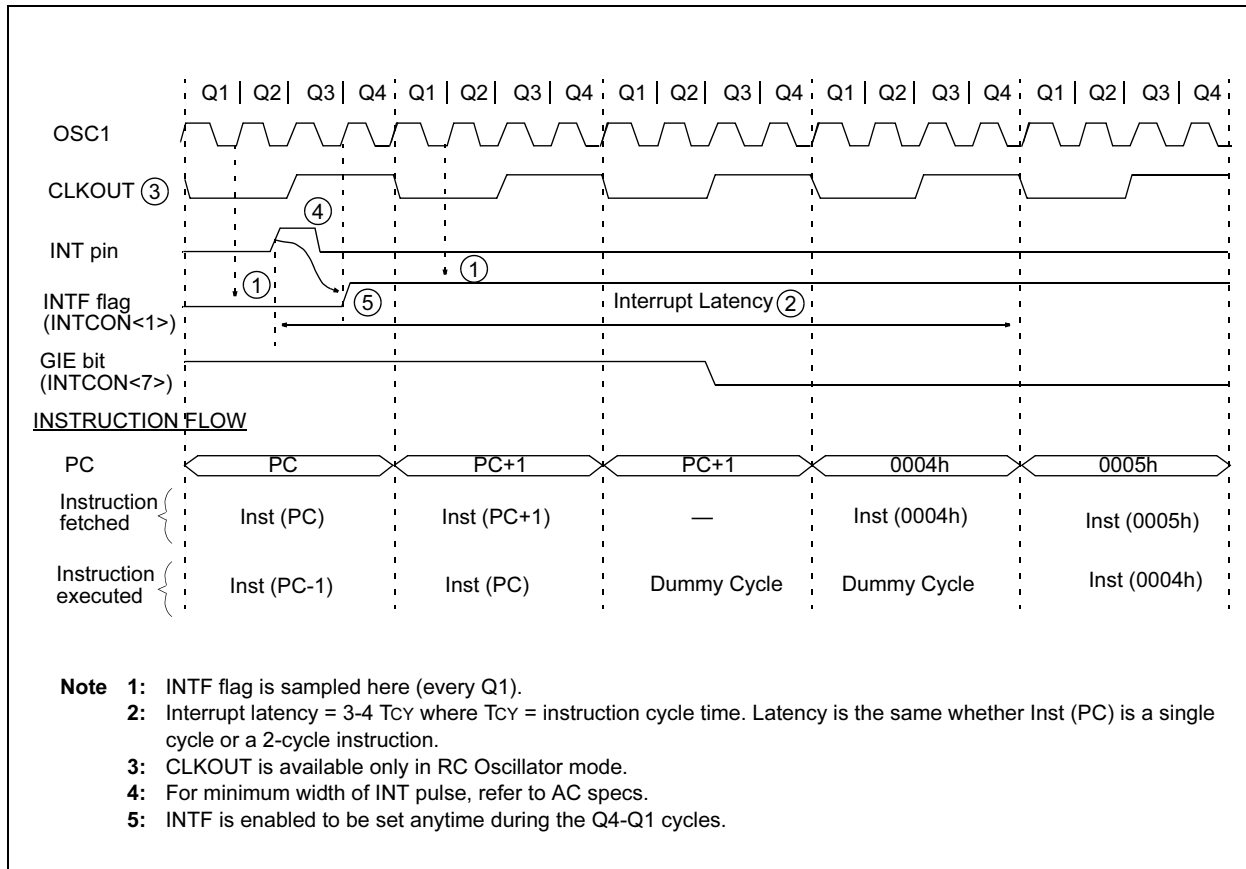 Q1 | Q2 | Q3 | Q4 Q1 | Q2 | Q3 | Q4 Q1 | Q2 | Q3 | Q4 Q1 | Q2 | Q3 | Q4 Q1 | Q2 | Q3 | Q4
OSC1
CLKOUT 3
4
INT pin
1 1
INTF flag
(INTCON<1>)
5 Interrupt Latency 2
GIE bit
(INTCON<7>)
INSTRUCTION FLOW
PC PC PC+1 PC+1 0004h 0005h
Instruction
fetched
Inst (PC) Inst (PC+1) — Inst (0004h) Inst (0005h)
Instruction
executed
Inst (PC-1) Inst (PC) Dummy Cycle Dummy Cycle Inst (0004h)
Note 1: INTF flag is sampled here (every Q1).
2: Interrupt latency = 3-4 TCY where TCY = instruction cycle time. Latency is the same whether Inst (PC) is a single
cycle or a 2-cycle instruction.
3: CLKOUT is available only in RC Oscillator mode.
4: For minimum width of INT pulse, refer to AC specs.
5: INTF is enabled to be set anytime during the Q4-Q1 cycles.